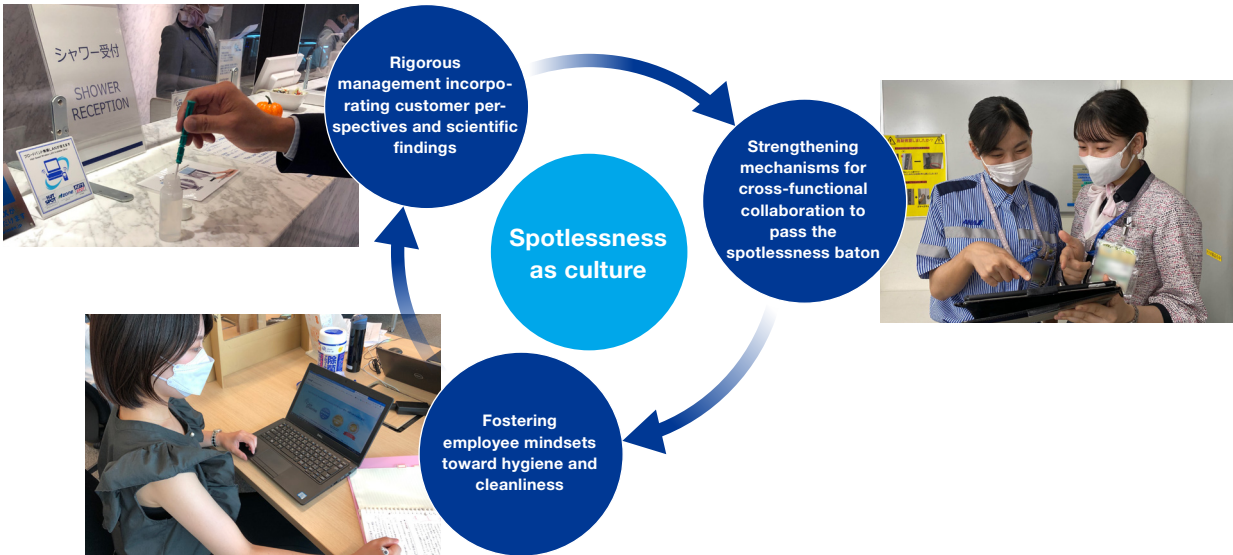 シャワー受付
SHOWER
RECEPTION
Rigorous
management incorpo-
rating customer per-
spectives and scientific
findings
Strengthening
mechanisms for
cross-functional
collaboration to
pass the
spotlessness baton
Spotlessness
as culture
Fostering
employee mindsets
toward hygiene and
cleanliness
除菌